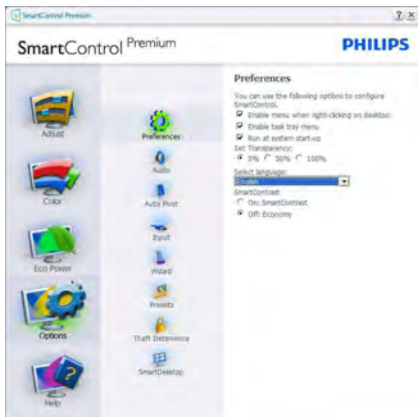 SmartControl Premium
SmartControl Premium
PHILIPS
Adjust
Color
Eco Power
Options
Help
Preferences
Audio
Auto Pivot
Input
Wizard
Presets
Theft Deterrence
SmartDesktop
Preferences
You can use the following options to configure
SmartControl.
Enable menu when right-clicking on desktop
Enable task tray menu
Run at system start-up
Set Transparency:
0% 50% 100%
Select language:
English
SmartContrast
On: SmartContrast
Off: Economy